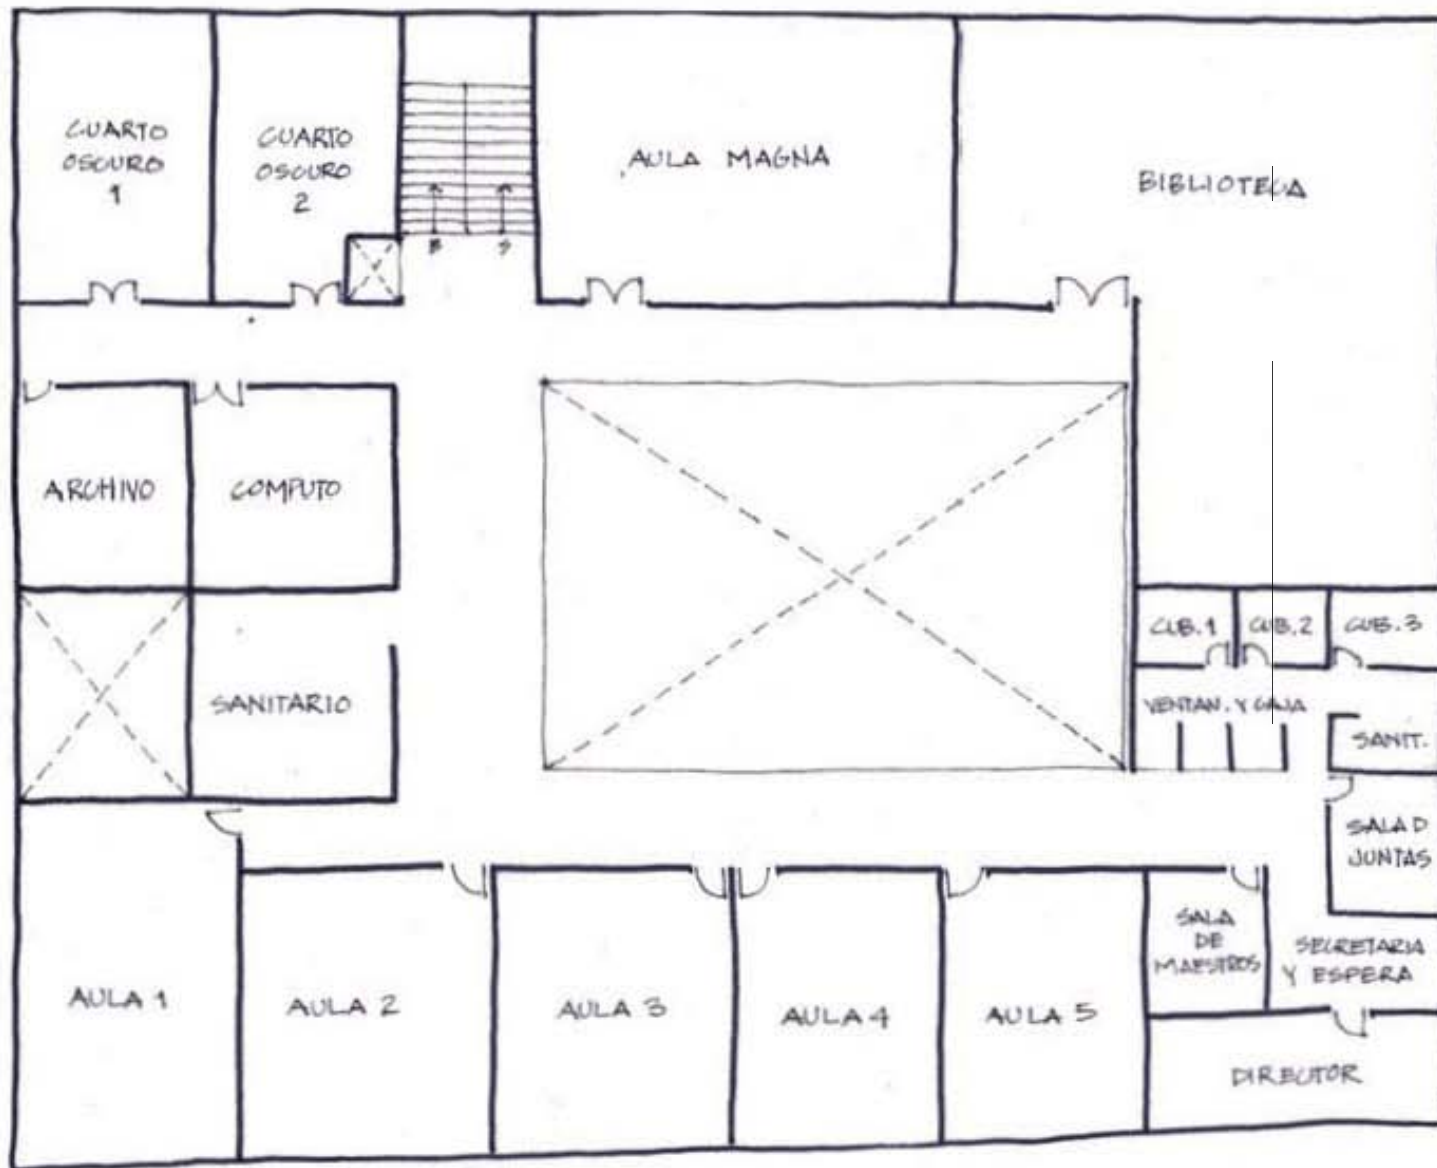 CUARTO
OSCURO
1
CUARTO
OSCURO
2
B
S
AULA MAGNA
BIBLIOTECA
ARCHIVO
COMPUTO
SANITARIO
CUB.1
CUB.2
CUB.3
VENTAN. Y CAJA
SANIT.
SALA D
JUNTAS
SALA
DE
MAESTROS
SECRETARIA
Y ESPERA
AULA 1
AULA 2
AULA 3
AULA 4
AULA 5
DIRECTOR